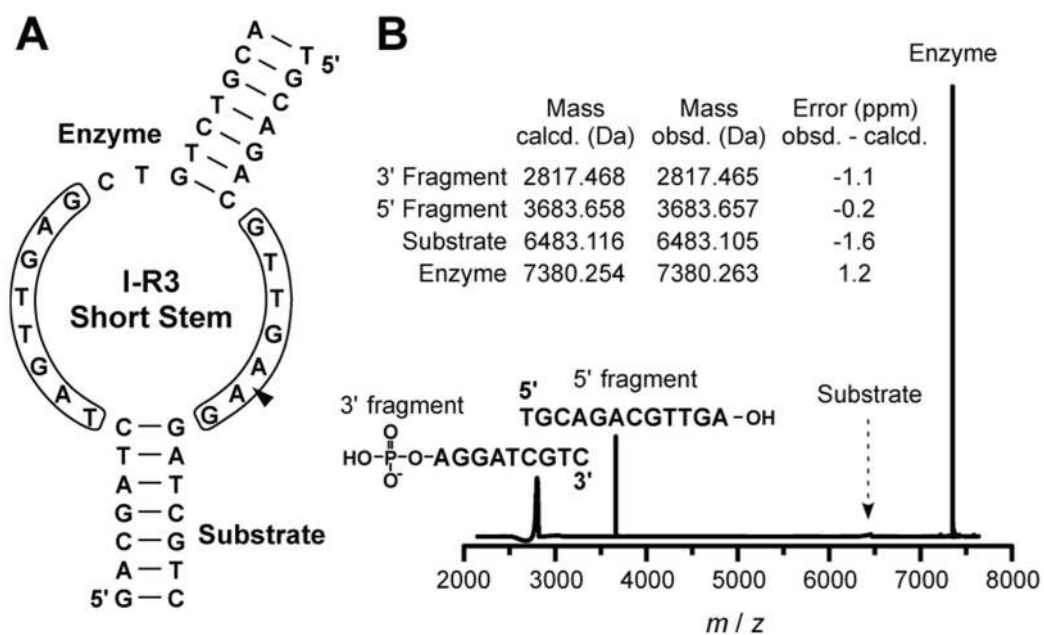 A
A T 5'
C G
G C
T A
C G
T A
G C
Enzyme
C T
G A G T T G A T
G T T G A A G
I-R3
Short Stem
C G
T A
A T
G C
C G
A T
5' G C
Substrate
B
Enzyme
Mass calcd. (Da) Mass obsd. (Da) Error (ppm) obsd. - calcd.
3' Fragment 2817.468 2817.465 -1.1
5' Fragment 3683.658 3683.657 -0.2
Substrate 6483.116 6483.105 -1.6
Enzyme 7380.254 7380.263 1.2
5' fragment
5'
TGCAGACGTTGA-OH
Substrate
3' fragment
O
HO-P-O-AGGATCGTC
O-
3'
2000 3000 4000 5000 6000 7000 8000
m / z